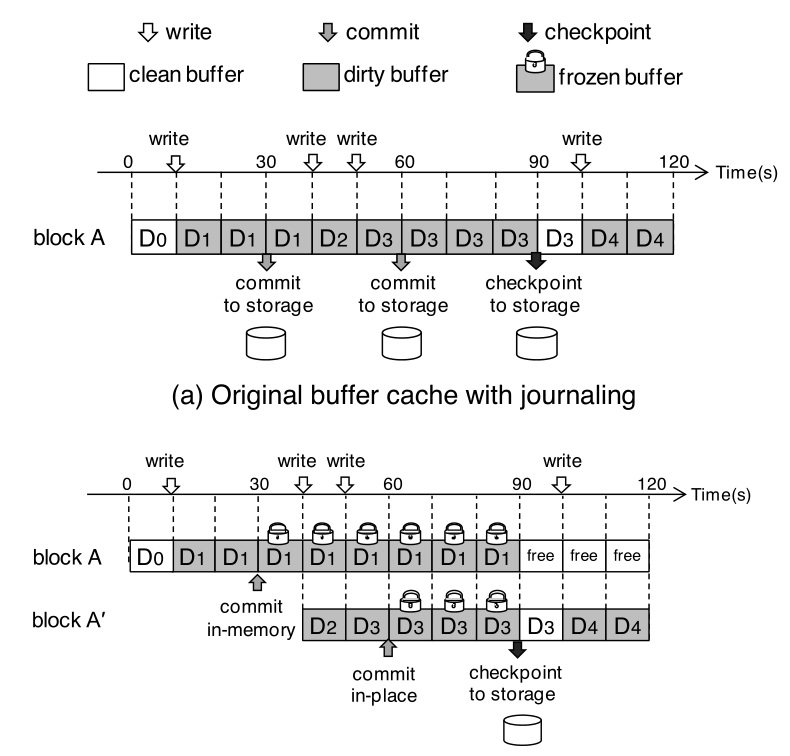 write commit checkpoint
clean buffer dirty buffer frozen buffer
write write write write
0 30 60 90 120 Time(s)
block A D0 D1 D1 D1 D2 D3 D3 D3 D3 D3 D4 D4
commit commit checkpoint
to storage to storage to storage
(a) Original buffer cache with journaling
write write write write
0 30 60 90 120 Time(s)
block A D0 D1 D1 D1 D1 D1 D1 D1 D1 free free free
commit
in-memory
block A′ D2 D3 D3 D3 D3 D3 D4 D4
commit checkpoint
in-place to storage